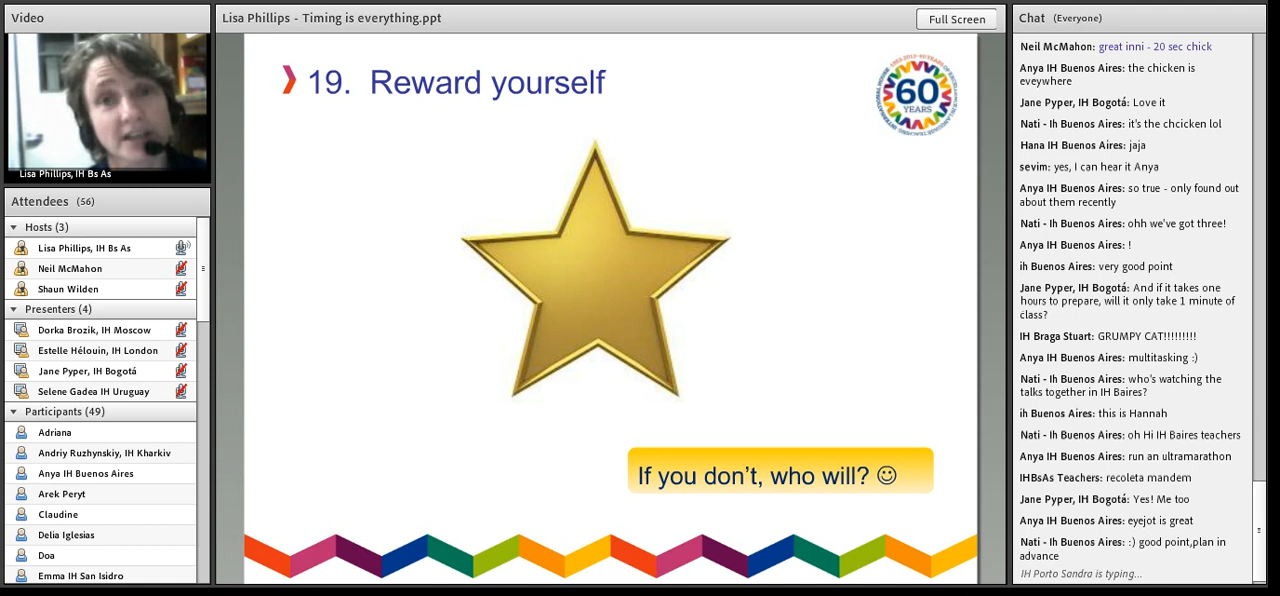 Video
Lisa Phillips, IH Bs As
Attendees (56)
Hosts (3)
Lisa Phillips, IH Bs As
Neil McMahon
Shaun Wilden
Presenters (4)
Dorka Brozik, IH Moscow
Estelle Hélouin, IH London
Jane Pyper, IH Bogotá
Selene Gadea IH Uruguay
Participants (49)
Adriana
Andriy Ruzhynskiy, IH Kharkiv
Anya IH Buenos Aires
Arek Peryt
Claudine
Delia Iglesias
Doa
Emma IH San Isidro
Lisa Phillips - Timing is everything.ppt
Full Screen
19. Reward yourself
60
YEARS
If you don't, who will? ☺
Chat (Everyone)
Neil McMahon: great inni - 20 sec chick
Anya IH Buenos Aires: the chicken is
eveywhere
Jane Pyper, IH Bogotá: Love it
Nati - Ih Buenos Aires: it's the chcicken lol
Hana IH Buenos Aires: jaja
sevim: yes, I can hear it Anya
Anya IH Buenos Aires: so true - only found out
about them recently
Nati - Ih Buenos Aires: ohh we've got three!
Anya IH Buenos Aires: !
ih Buenos Aires: very good point
Jane Pyper, IH Bogotá: And if it takes one
hours to prepare, will it only take 1 minute of
class?
IH Braga Stuart: GRUMPY CAT!!!!!!!!!
Anya IH Buenos Aires: multitasking :)
Nati - Ih Buenos Aires: who's watching the
talks together in IH Baires?
ih Buenos Aires: this is Hannah
Nati - Ih Buenos Aires: oh Hi IH Baires teachers
Anya IH Buenos Aires: run an ultramarathon
IHBsAs Teachers: recoleta mandem
Jane Pyper, IH Bogotá: Yes! Me too
Anya IH Buenos Aires: eyejot is great
Nati - Ih Buenos Aires: :) good point,plan in
advance
IH Porto Sandra is typing...